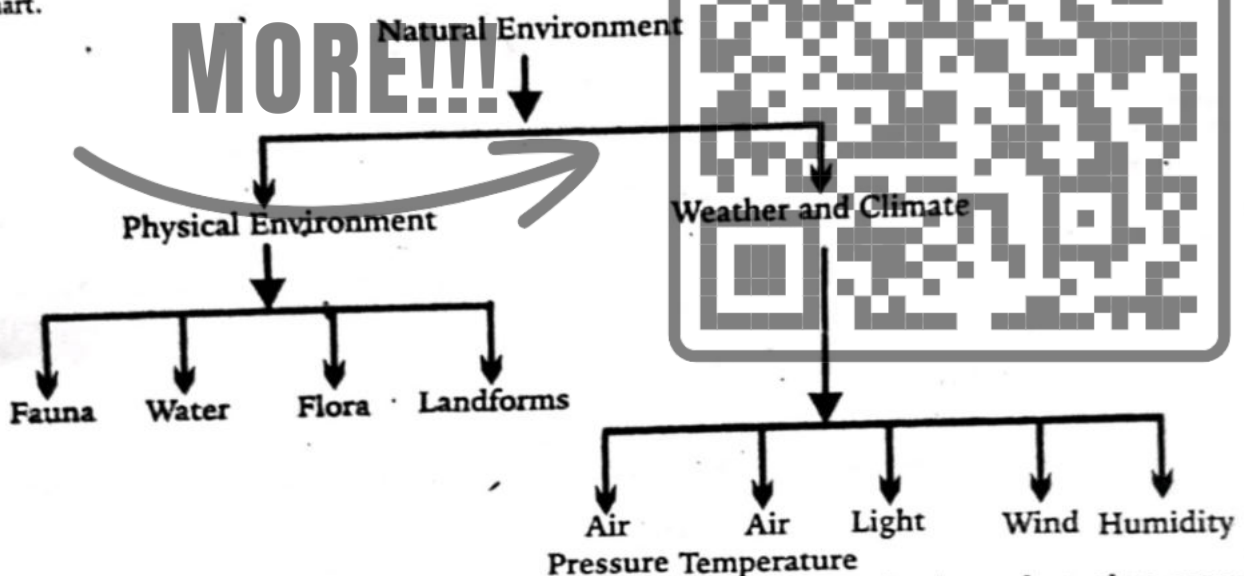 Natural Environment
MORE!!!
Physical Environment
Weather and Climate
Fauna Water Flora Landforms
Air Air Light Wind Humidity
Pressure Temperature